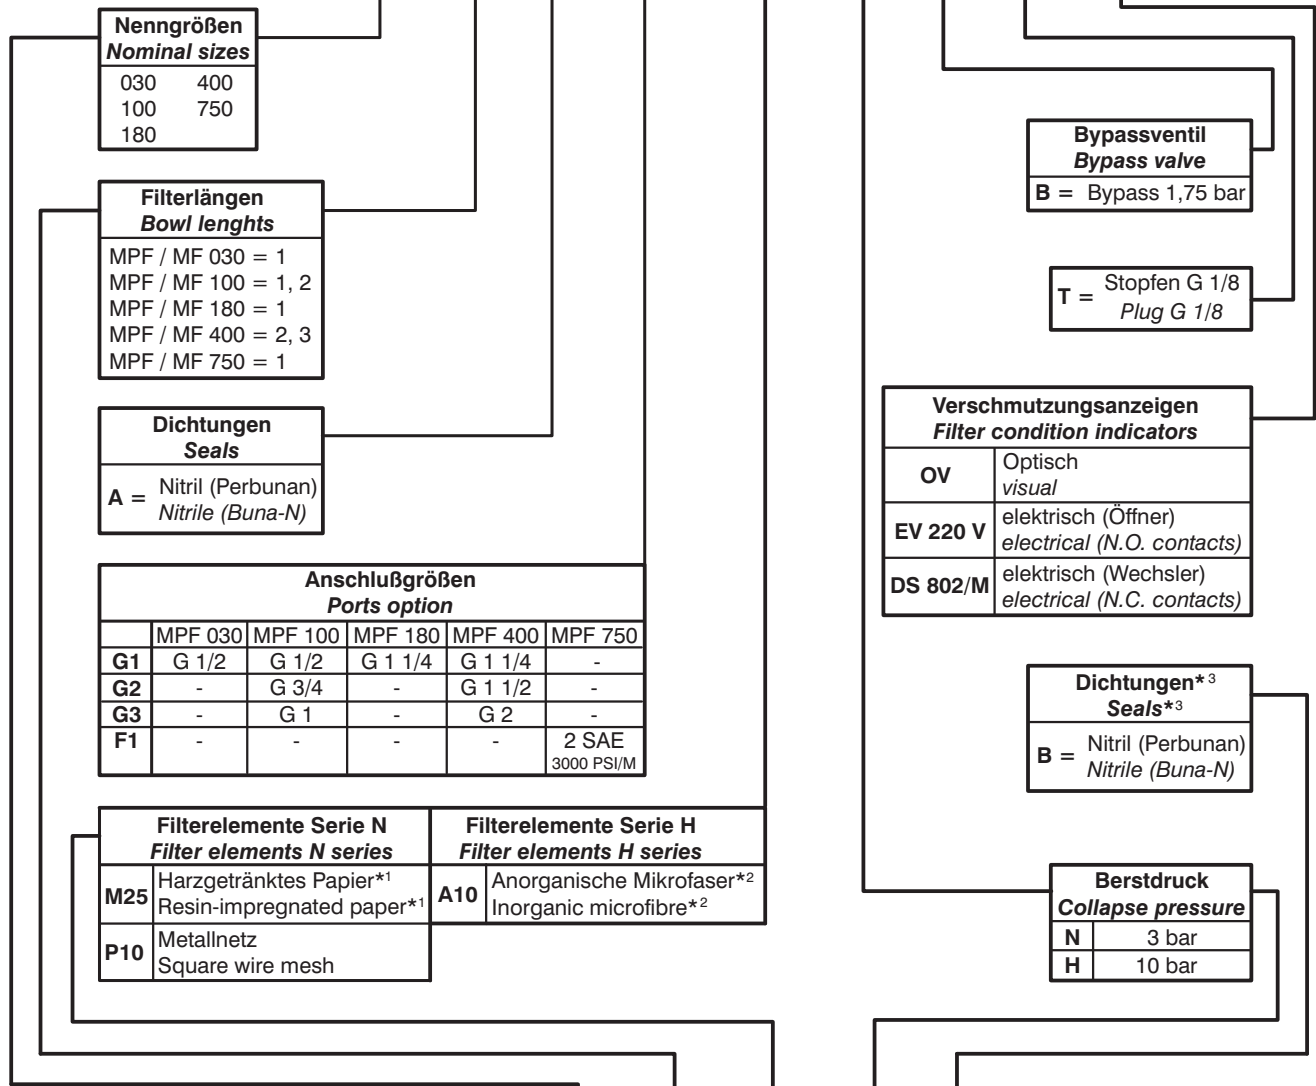 Nenngrößen
Nominal sizes
030 400
100 750
180
Filterlängen
Bowl lenghts
MPF / MF 030 = 1
MPF / MF 100 = 1, 2
MPF / MF 180 = 1
MPF / MF 400 = 2, 3
MPF / MF 750 = 1
Dichtungen
Seals
A = Nitril (Perbunan)
Nitrile (Buna-N)
Anschlußgrößen
Ports option
MPF 030 MPF 100 MPF 180 MPF 400 MPF 750
G1 G 1/2 G 1/2 G 1 1/4 G 1 1/4 -
G2 - G 3/4 - G 1 1/2 -
G3 - G 1 - G 2 -
F1 - - - - 2 SAE
3000 PSI/M
Filterelemente Serie N
Filter elements N series
M25 Harzgetränktes Papier*1
Resin-impregnated paper*1
P10 Metallnetz
Square wire mesh
Filterelemente Serie H
Filter elements H series
A10 Anorganische Mikrofaser*2
Inorganic microfibre*2
Bypassventil
Bypass valve
B = Bypass 1,75 bar
T = Stopfen G 1/8
Plug G 1/8
Verschmutzungsanzeigen
Filter condition indicators
OV Optisch
visual
EV 220 V elektrisch (Öffner)
electrical (N.O. contacts)
DS 802/M elektrisch (Wechsler)
electrical (N.C. contacts)
Dichtungen*3
Seals*3
B = Nitril (Perbunan)
Nitrile (Buna-N)
Berstdruck
Collapse pressure
N 3 bar
H 10 bar